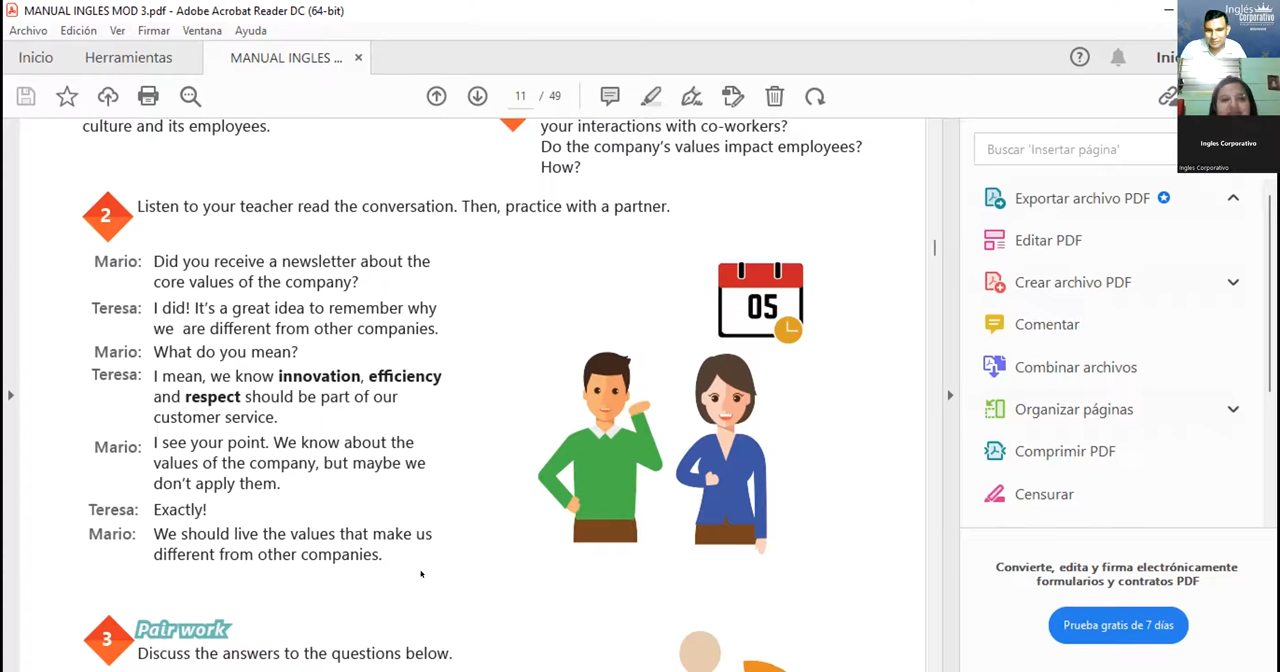 MANUAL INGLES MOD 3.pdf - Adobe Acrobat Reader DC (64-bit)
Archivo Edición Ver Firmar Ventana Ayuda
Inicio Herramientas MANUAL INGLES ... ×
11 / 49
Inglés
Corporativo
Ingles Corporativo
Ingles Corporativo
culture and its employees.
your interactions with co-workers?
Do the company's values impact employees?
How?
2 Listen to your teacher read the conversation. Then, practice with a partner.
Mario: Did you receive a newsletter about the
core values of the company?
Teresa: I did! It's a great idea to remember why
we are different from other companies.
Mario: What do you mean?
Teresa: I mean, we know innovation, efficiency
and respect should be part of our
customer service.
Mario: I see your point. We know about the
values of the company, but maybe we
don't apply them.
Teresa: Exactly!
Mario: We should live the values that make us
different from other companies.
05
3 Pair work
Discuss the answers to the questions below.
Buscar 'Insertar página'
Exportar archivo PDF
Editar PDF
Crear archivo PDF
Comentar
Combinar archivos
Organizar páginas
Comprimir PDF
Censurar
Convierte, edita y firma electrónicamente
formularios y contratos PDF
Prueba gratis de 7 días